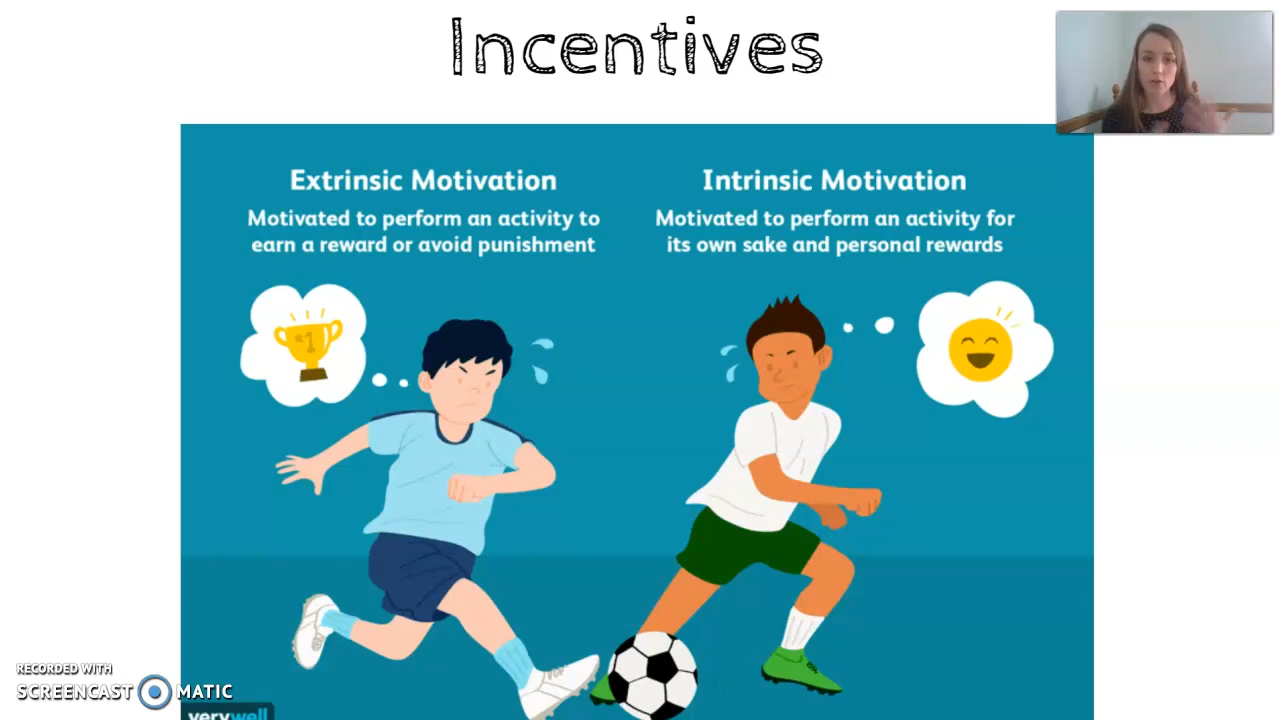 Incentives
Extrinsic Motivation
Motivated to perform an activity to
earn a reward or avoid punishment
Intrinsic Motivation
Motivated to perform an activity for
its own sake and personal rewards
#1
RECORDED WITH
SCREENCAST MATIC
verywell